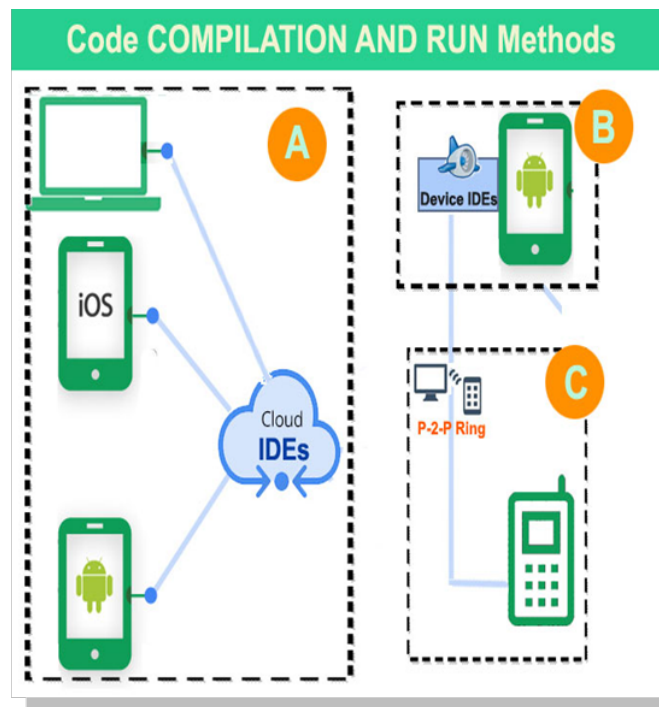 Code COMPILATION AND RUN Methods
A
iOS
Cloud
IDEs
B
Device IDEs
C
P-2-P Ring